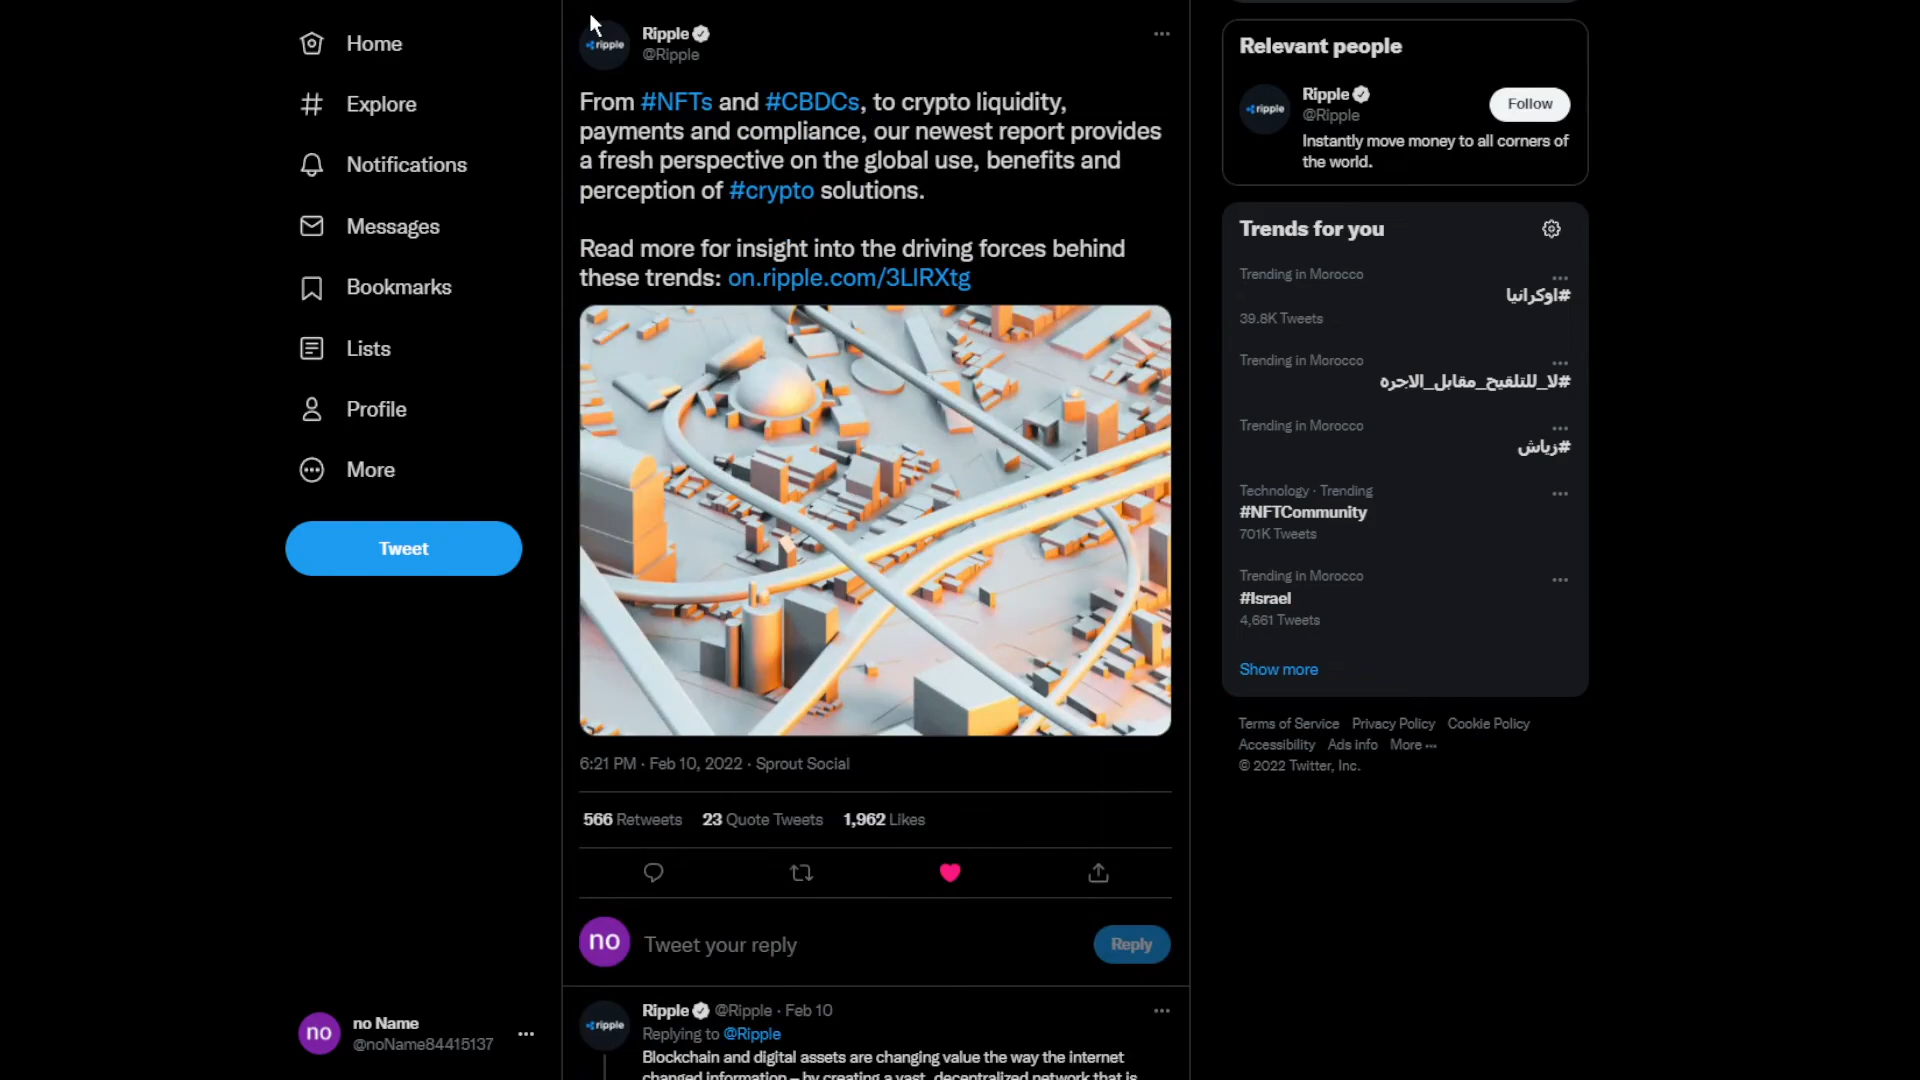 Home
Explore
Notifications
Messages
Bookmarks
Lists
Profile
More
Tweet
no
no Name
@noName84415137
ripple
Ripple
@Ripple
From #NFTs and #CBDCs, to crypto liquidity,
payments and compliance, our newest report provides
a fresh perspective on the global use, benefits and
perception of #crypto solutions.
Read more for insight into the driving forces behind
these trends: on.ripple.com/3LIRXtg
6:21 PM · Feb 10, 2022 · Sprout Social
566 Retweets 23 Quote Tweets 1,962 Likes
no
Tweet your reply
Reply
ripple
Ripple @Ripple · Feb 10
Replying to @Ripple
Blockchain and digital assets are changing value the way the internet
changed information – by creating a vast, decentralized network that is
Relevant people
ripple
Ripple
@Ripple
Follow
Instantly move money to all corners of
the world.
Trends for you
Trending in Morocco
#اوكرانيا
39.8K Tweets
Trending in Morocco
#لا_للتلقيح_مقابل_الاجرة
Trending in Morocco
#زياش
Technology · Trending
#NFTCommunity
701K Tweets
Trending in Morocco
#Israel
4,661 Tweets
Show more
Terms of Service Privacy Policy Cookie Policy
Accessibility Ads info More ···
© 2022 Twitter, Inc.